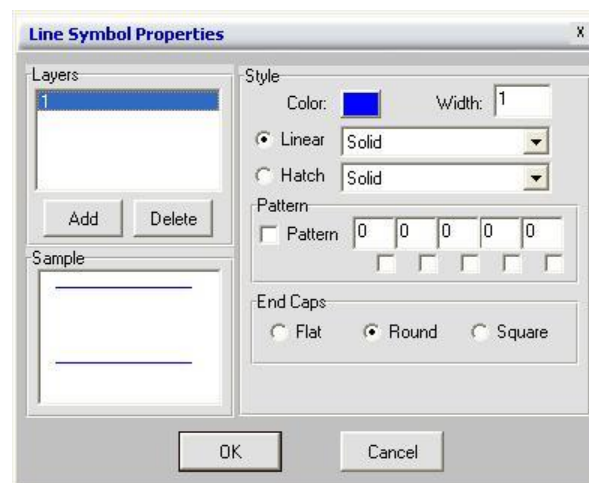 Line Symbol Properties x
Layers
1
Add Delete
Sample
Style
Color: Width: 1
Linear Solid
Hatch Solid
Pattern
Pattern 0 0 0 0 0
End Caps
Flat Round Square
OK Cancel